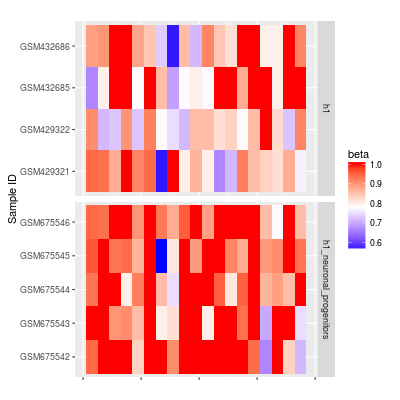 GSM432686
GSM432685
GSM429322
GSM429321
h1
GSM675546
GSM675545
GSM675544
GSM675543
GSM675542
h1_neuronal_progenitors
Sample ID
beta
1.0
0.9
0.8
0.7
0.6